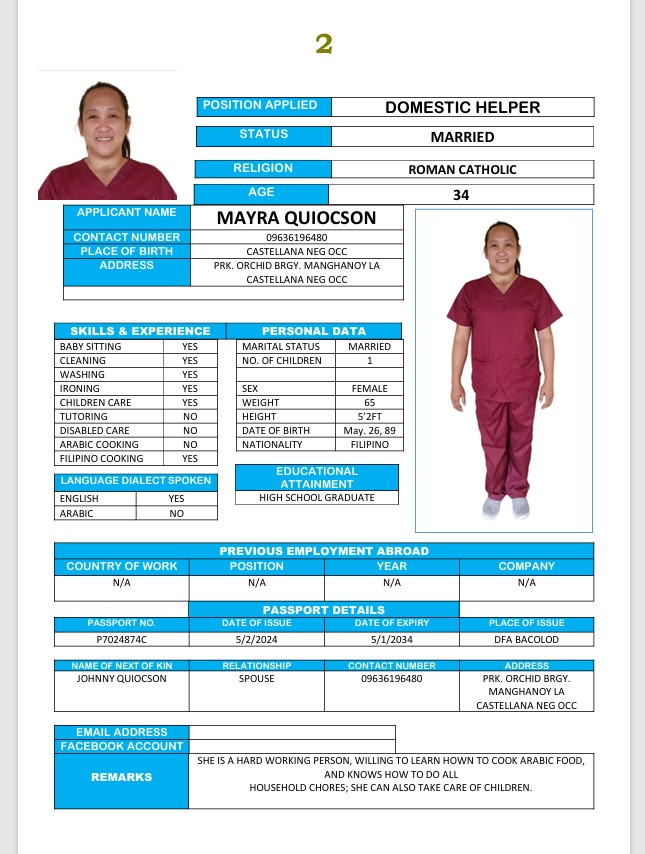 2
POSITION APPLIED DOMESTIC HELPER
STATUS MARRIED
RELIGION ROMAN CATHOLIC
AGE 34
APPLICANT NAME MAYRA QUIOCSON
CONTACT NUMBER 09636196480
PLACE OF BIRTH CASTELLANA NEG OCC
ADDRESS PRK. ORCHID BRGY. MANGHANOY LA
CASTELLANA NEG OCC
SKILLS & EXPERIENCE
BABY SITTING YES
CLEANING YES
WASHING YES
IRONING YES
CHILDREN CARE YES
TUTORING NO
DISABLED CARE NO
ARABIC COOKING NO
FILIPINO COOKING YES
LANGUAGE DIALECT SPOKEN
ENGLISH YES
ARABIC NO
PERSONAL DATA
MARITAL STATUS MARRIED
NO. OF CHILDREN 1
SEX FEMALE
WEIGHT 65
HEIGHT 5'2FT
DATE OF BIRTH May. 26, 89
NATIONALITY FILIPINO
EDUCATIONAL
ATTAINMENT
HIGH SCHOOL GRADUATE
PREVIOUS EMPLOYMENT ABROAD
COUNTRY OF WORK POSITION YEAR COMPANY
N/A N/A N/A N/A
PASSPORT DETAILS
PASSPORT NO. DATE OF ISSUE DATE OF EXPIRY PLACE OF ISSUE
P7024874C 5/2/2024 5/1/2034 DFA BACOLOD
NAME OF NEXT OF KIN RELATIONSHIP CONTACT NUMBER ADDRESS
JOHNNY QUIOCSON SPOUSE 09636196480 PRK. ORCHID BRGY.
MANGHANOY LA
CASTELLANA NEG OCC
EMAIL ADDRESS
FACEBOOK ACCOUNT
REMARKS
SHE IS A HARD WORKING PERSON, WILLING TO LEARN HOWN TO COOK ARABIC FOOD,
AND KNOWS HOW TO DO ALL
HOUSEHOLD CHORES; SHE CAN ALSO TAKE CARE OF CHILDREN.